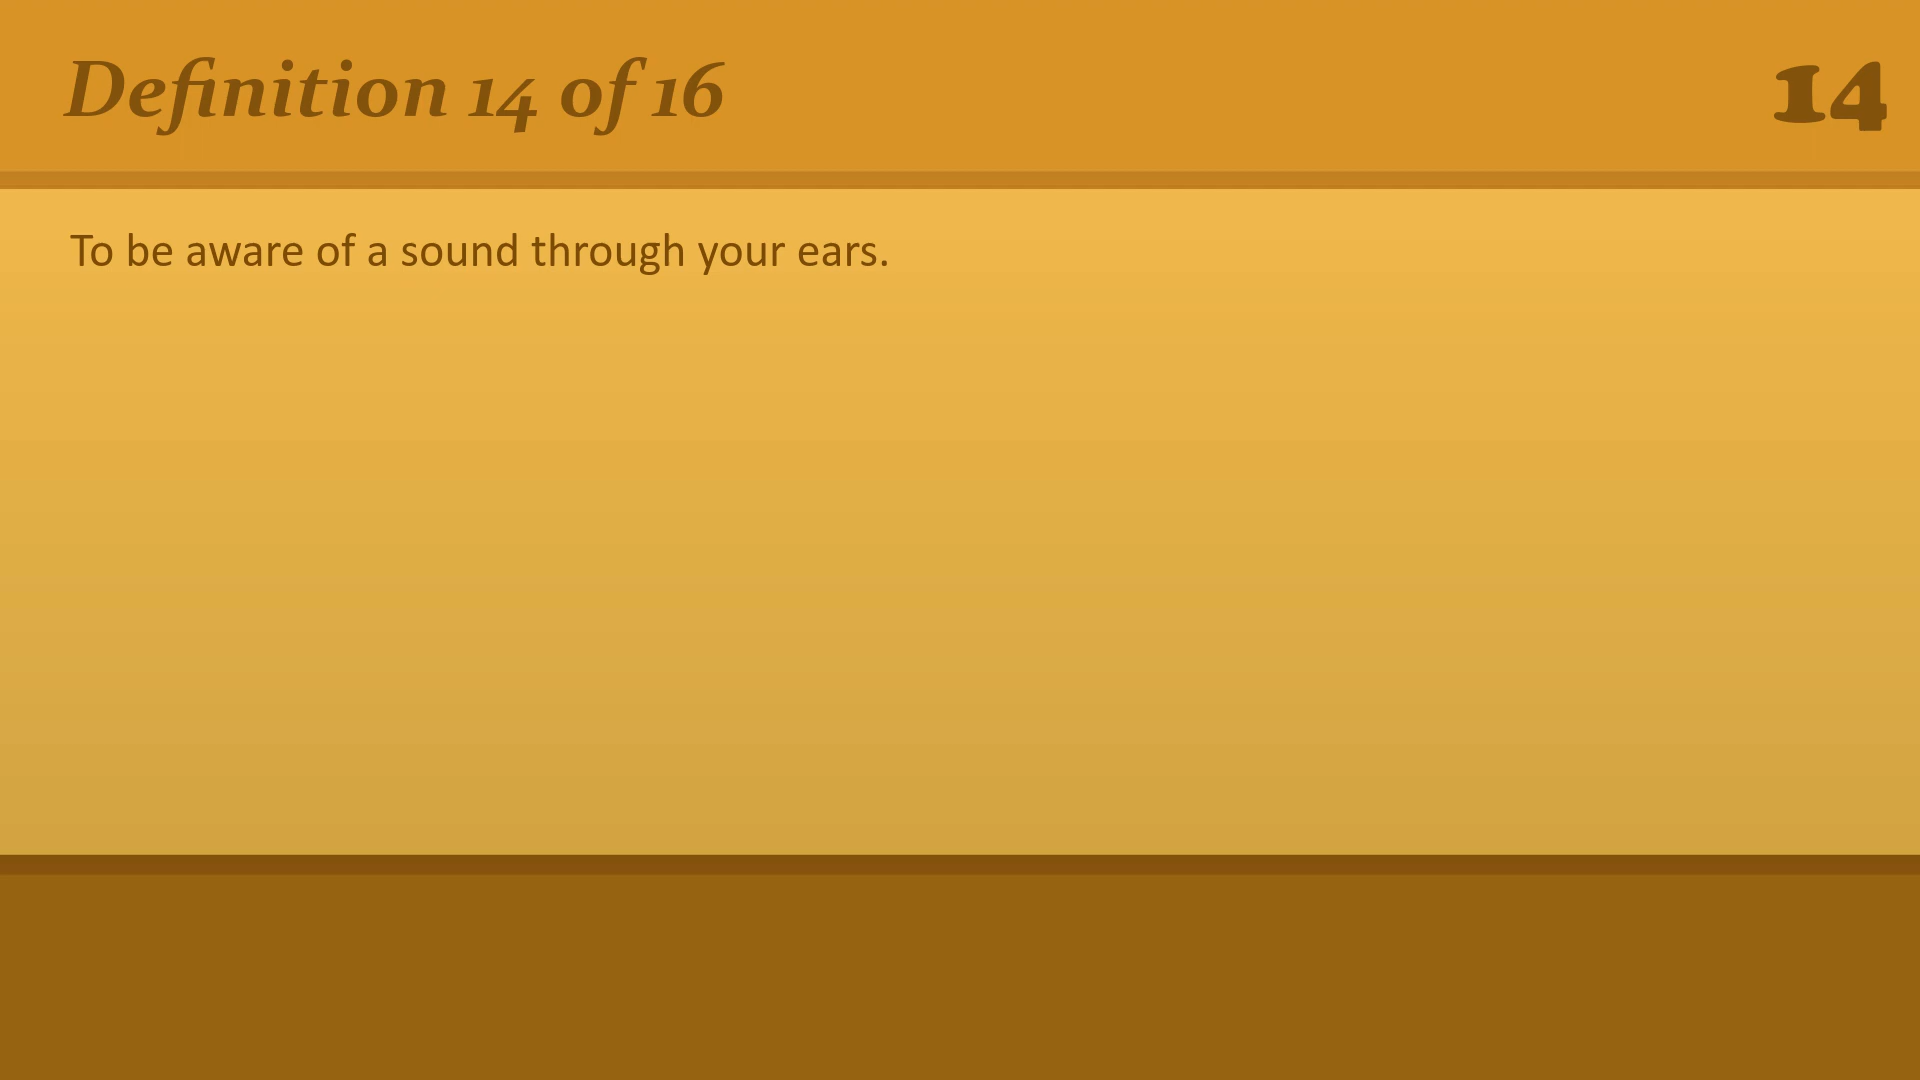 Definition 14 of 16
14
To be aware of a sound through your ears.